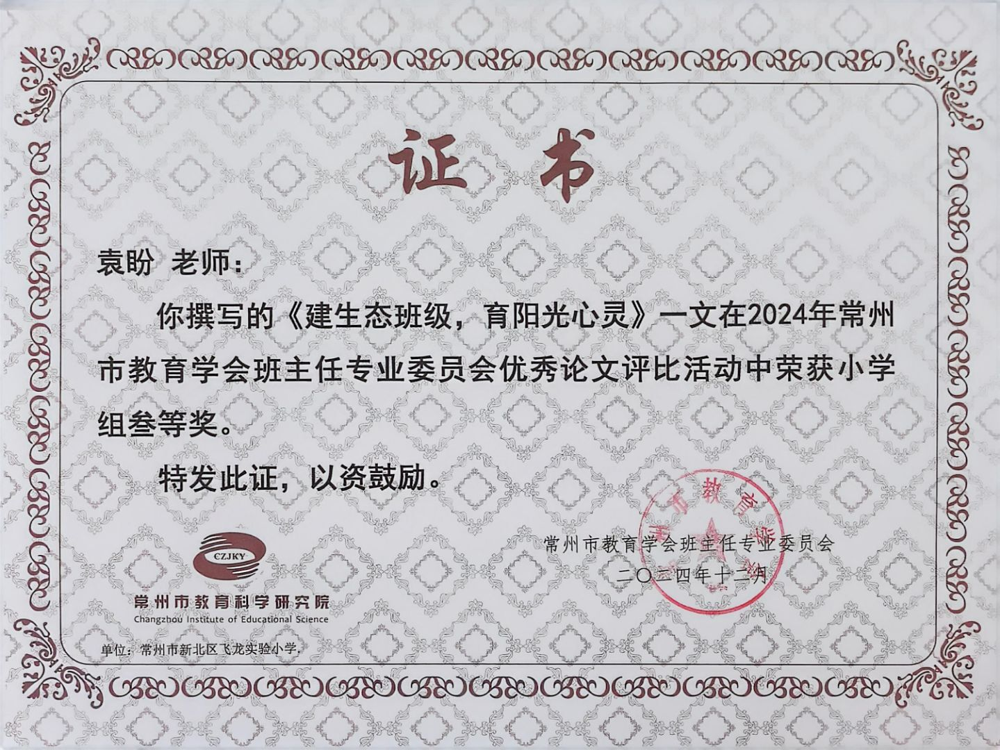 证 书
袁盼 老师：
你撰写的《建生态班级，育阳光心灵》一文在2024年常州
市教育学会班主任专业委员会优秀论文评比活动中荣获小学
组叁等奖。
特发此证，以资鼓励。
市教育学
常州市教育学会班主任专业委员会
二〇二四年十二月
CZJKY
常州市教育科学研究院
Changzhou Institute of Educational Science
单位：常州市新北区飞龙实验小学.